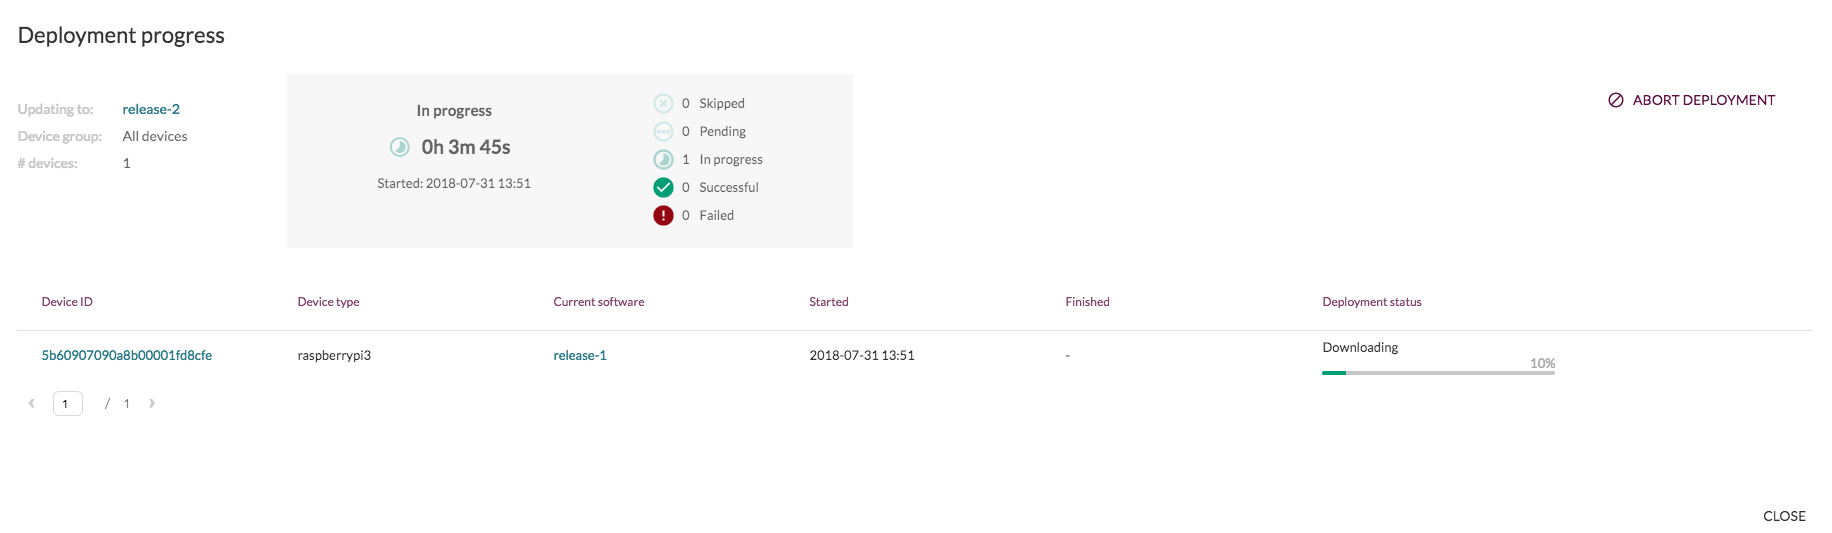 Deployment progress
Updating to: release-2
Device group: All devices
# devices: 1
In progress
0h 3m 45s
Started: 2018-07-31 13:51
0 Skipped
0 Pending
1 In progress
0 Successful
0 Failed
ABORT DEPLOYMENT
Device ID Device type Current software Started Finished Deployment status
5b60907090a8b00001fd8cfe raspberrypi3 release-1 2018-07-31 13:51 - Downloading
10%
‹ 1 / 1 ›
CLOSE